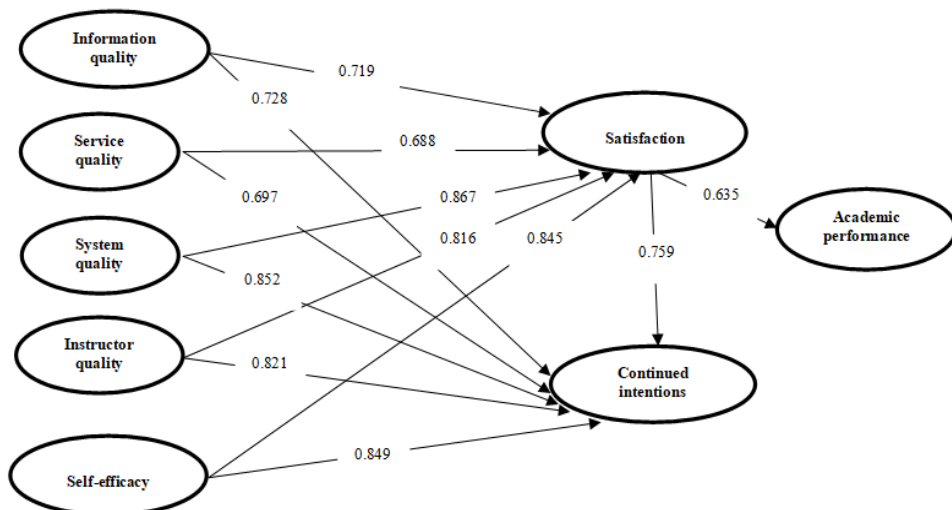 Information
quality
0.719
0.728
Service
quality
0.688
Satisfaction
0.697
0.867
0.635
System
quality
0.816
0.845
0.759
Academic
performance
0.852
Instructor
quality
0.821
Continued
intentions
0.849
Self-efficacy